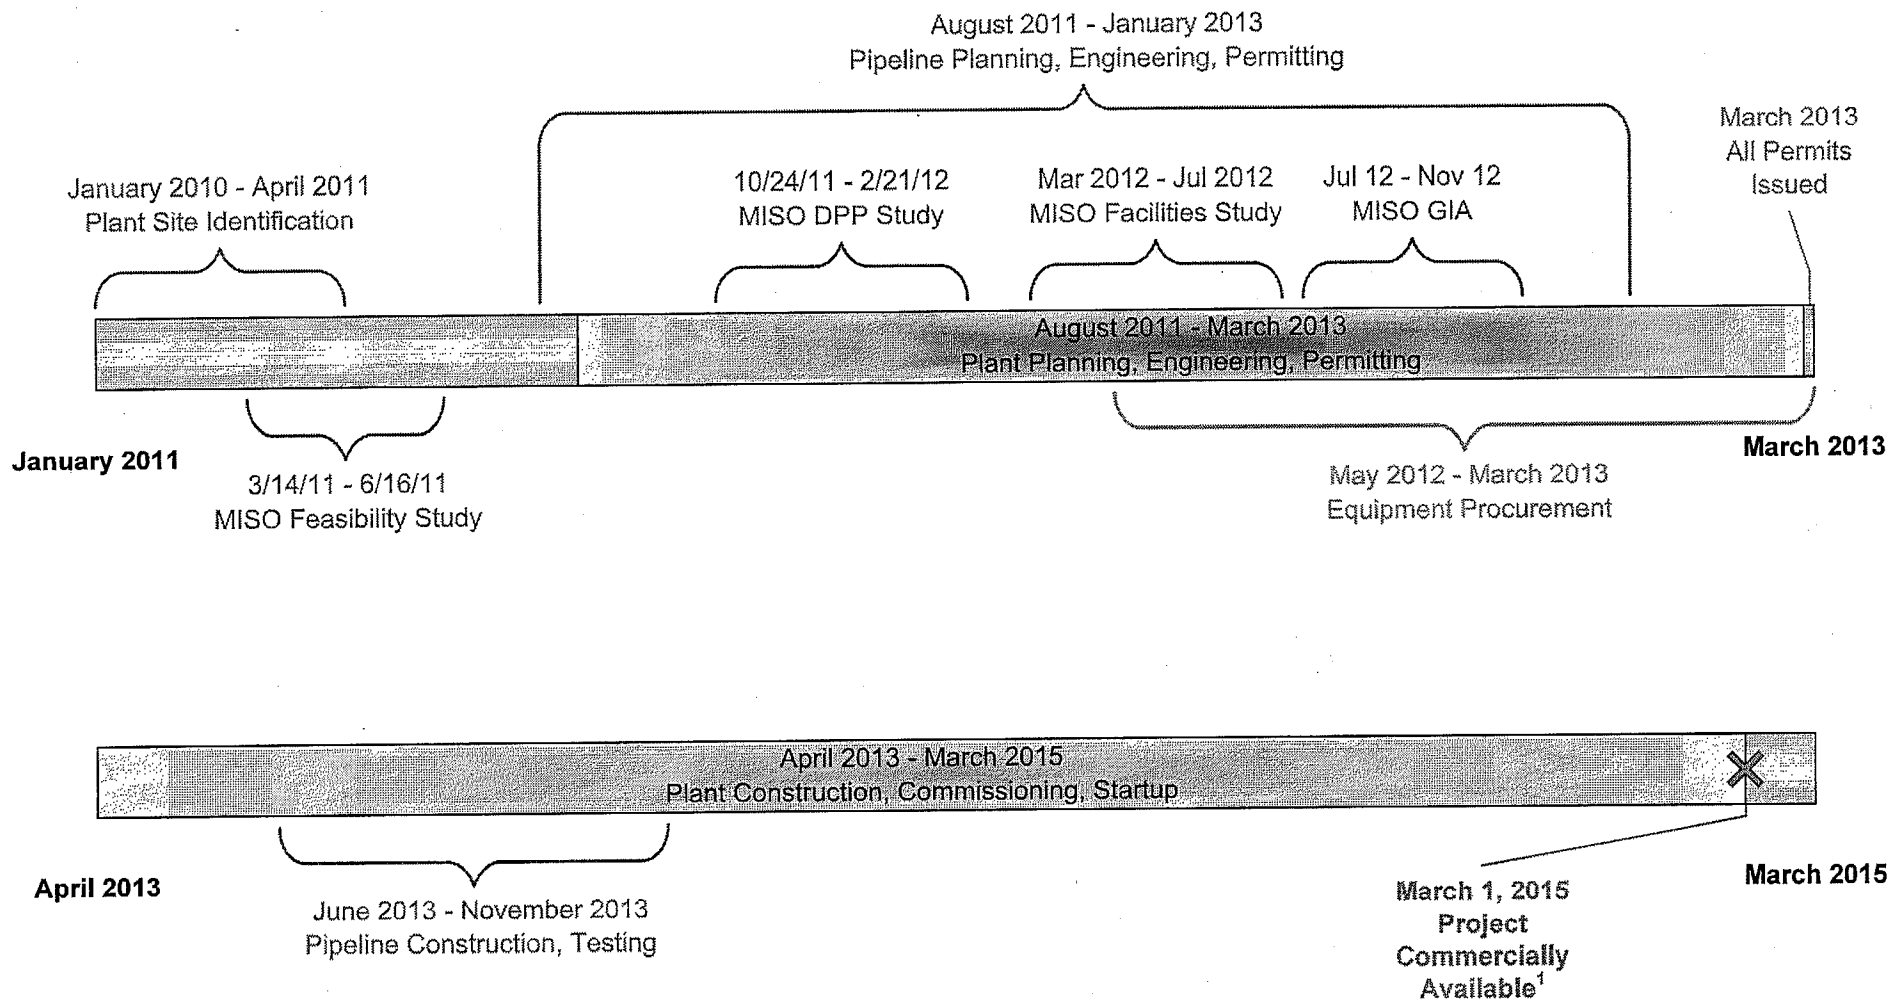 August 2011 - January 2013
Pipeline Planning, Engineering, Permitting
March 2013
All Permits
Issued
January 2010 - April 2011
Plant Site Identification
10/24/11 - 2/21/12
MISO DPP Study
Mar 2012 - Jul 2012
MISO Facilities Study
Jul 12 - Nov 12
MISO GIA
August 2011 - March 2013
Plant Planning, Engineering, Permitting
January 2011
March 2013
3/14/11 - 6/16/11
MISO Feasibility Study
May 2012 - March 2013
Equipment Procurement
April 2013 - March 2015
Plant Construction, Commissioning, Startup
April 2013
March 2015
June 2013 - November 2013
Pipeline Construction, Testing
March 1, 2015
Project
Commercially
Available¹